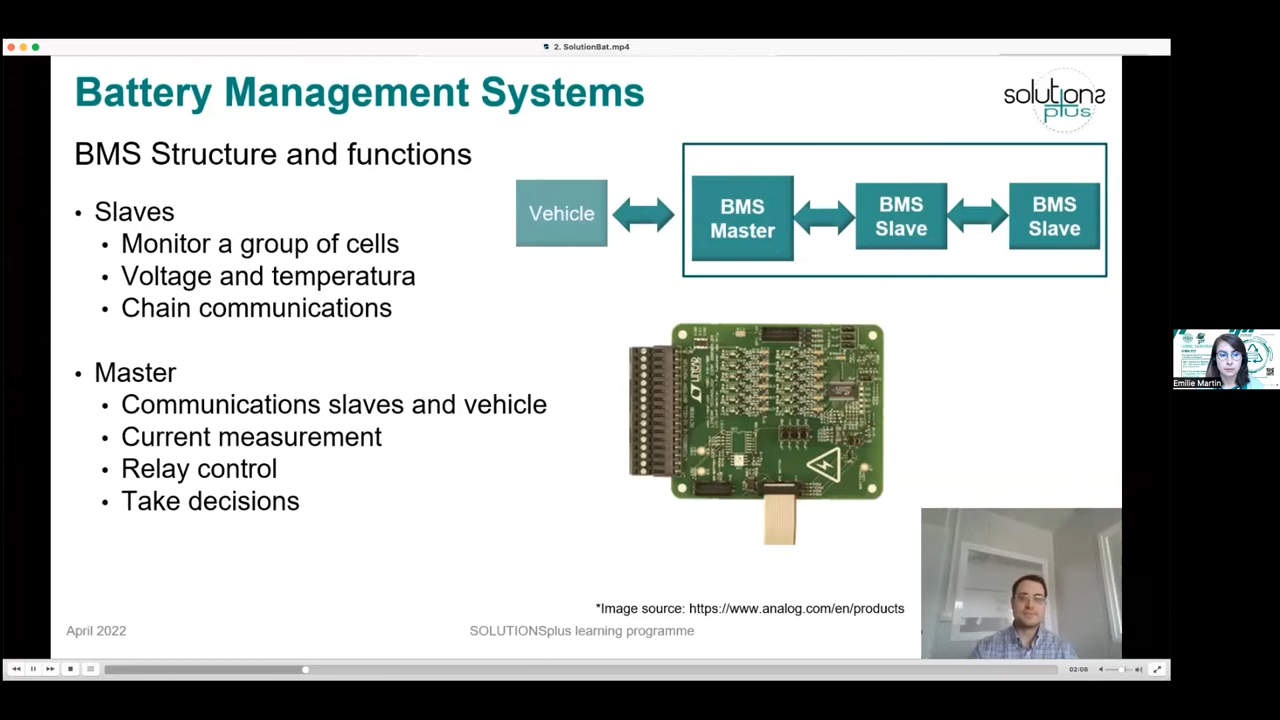 2. SolutionBat.mp4
Battery Management Systems
solutions
plus
BMS Structure and functions
• Slaves
• Monitor a group of cells
• Voltage and temperatura
• Chain communications
• Master
• Communications slaves and vehicle
• Current measurement
• Relay control
• Take decisions
Vehicle
BMS
Master
BMS
Slave
BMS
Slave
*Image source: https://www.analog.com/en/products
April 2022
SOLUTIONSplus learning programme
02:06
Emilie Martin